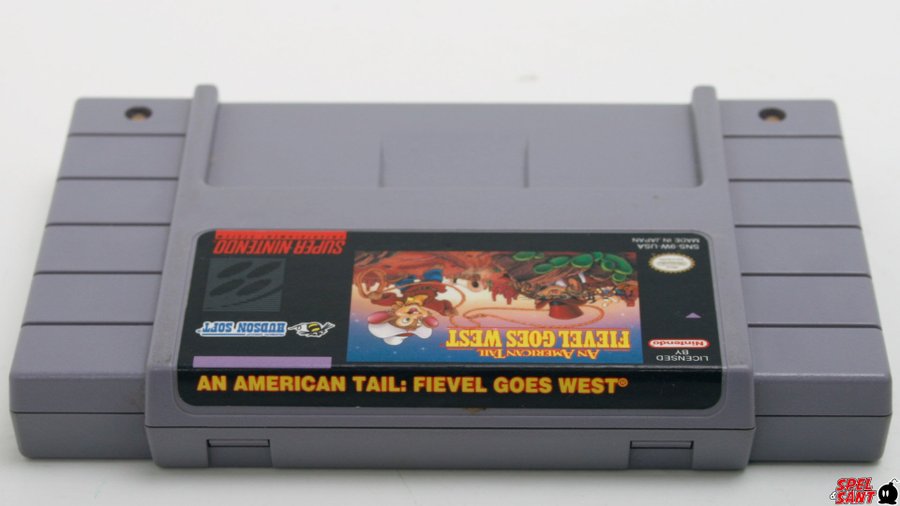 AN AMERICAN TAIL: FIEVEL GOES WEST®
LICENSED
BY
Nintendo
AN AMERICAN TAIL
FIEVEL GOES WEST
HUDSON SOFT
SNS-9W-USA
MADE IN JAPAN
SUPER NINTENDO
SPEL
SANT